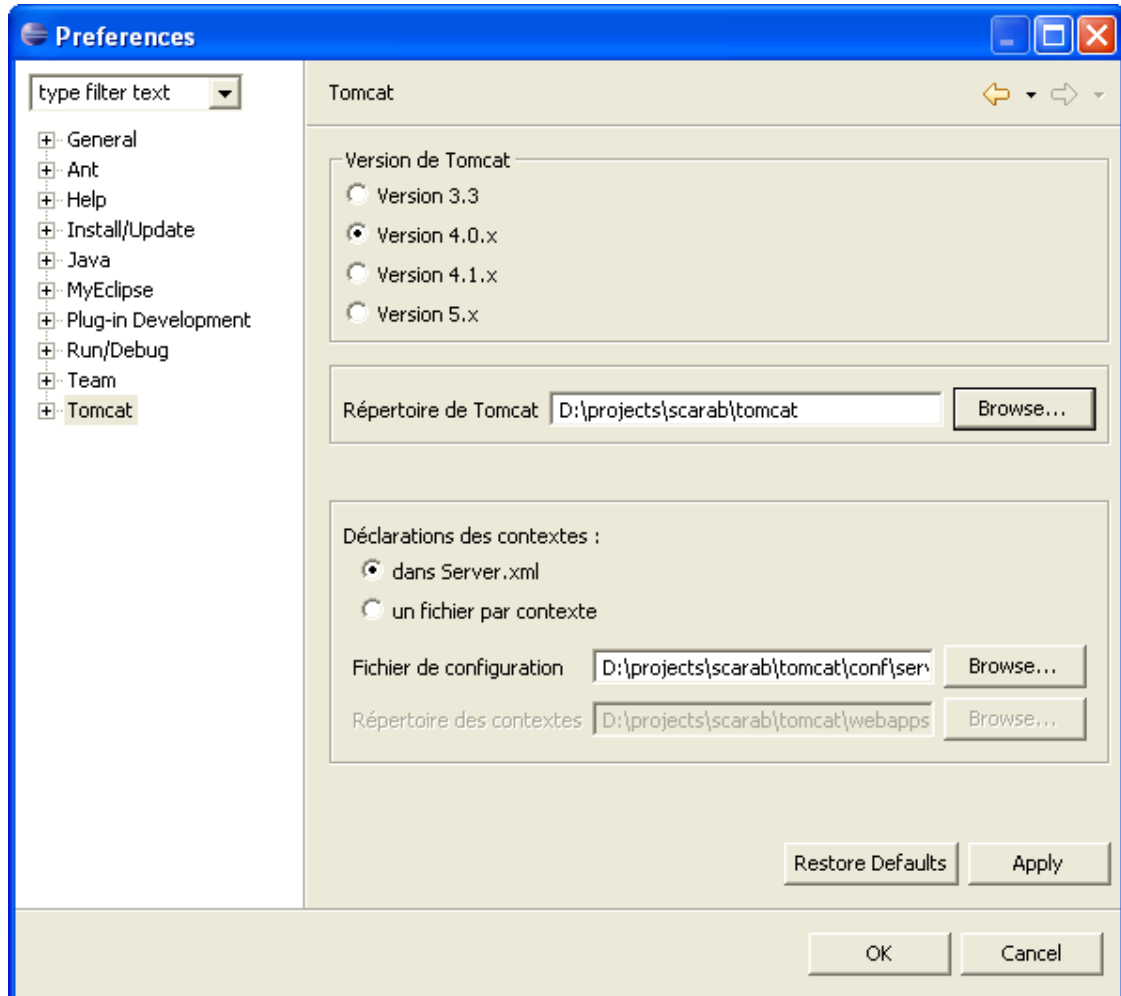 Preferences
type filter text
General
Ant
Help
Install/Update
Java
MyEclipse
Plug-in Development
Run/Debug
Team
Tomcat
Tomcat
Version de Tomcat
Version 3.3
Version 4.0.x
Version 4.1.x
Version 5.x
Répertoire de Tomcat D:\projects\scarab\tomcat Browse...
Déclarations des contextes :
dans Server.xml
un fichier par contexte
Fichier de configuration D:\projects\scarab\tomcat\conf\serv Browse...
Répertoire des contextes D:\projects\scarab\tomcat\webapps Browse...
Restore Defaults Apply
OK Cancel